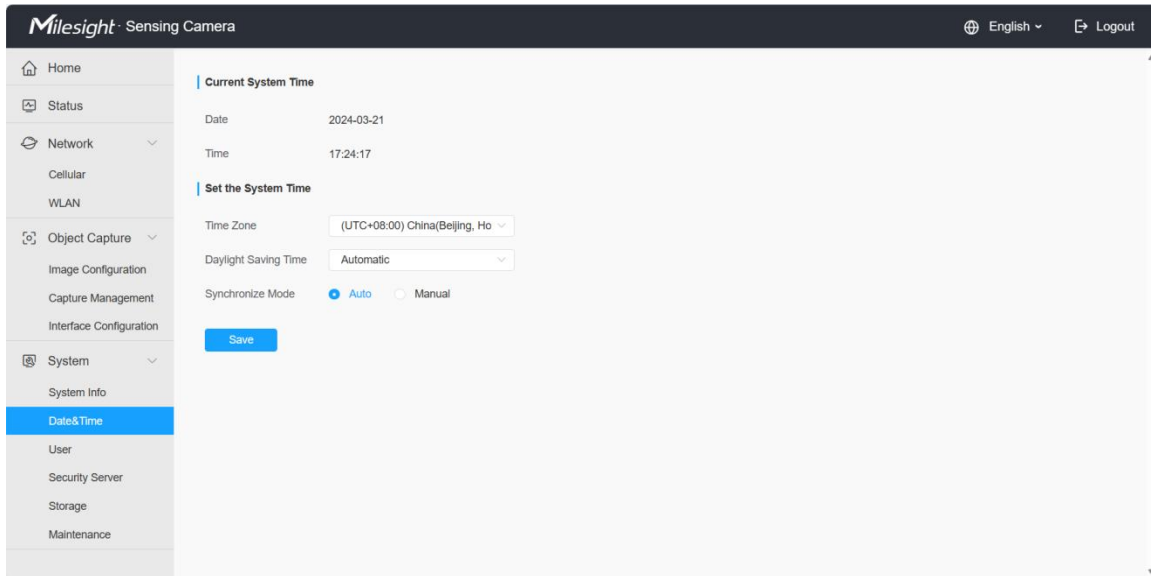 Milesight · Sensing Camera
English
Logout
Home
Status
Network
Cellular
WLAN
Object Capture
Image Configuration
Capture Management
Interface Configuration
System
System Info
Date&Time
User
Security Server
Storage
Maintenance
Current System Time
Date 2024-03-21
Time 17:24:17
Set the System Time
Time Zone (UTC+08:00) China(Beijing, Ho
Daylight Saving Time Automatic
Synchronize Mode Auto Manual
Save